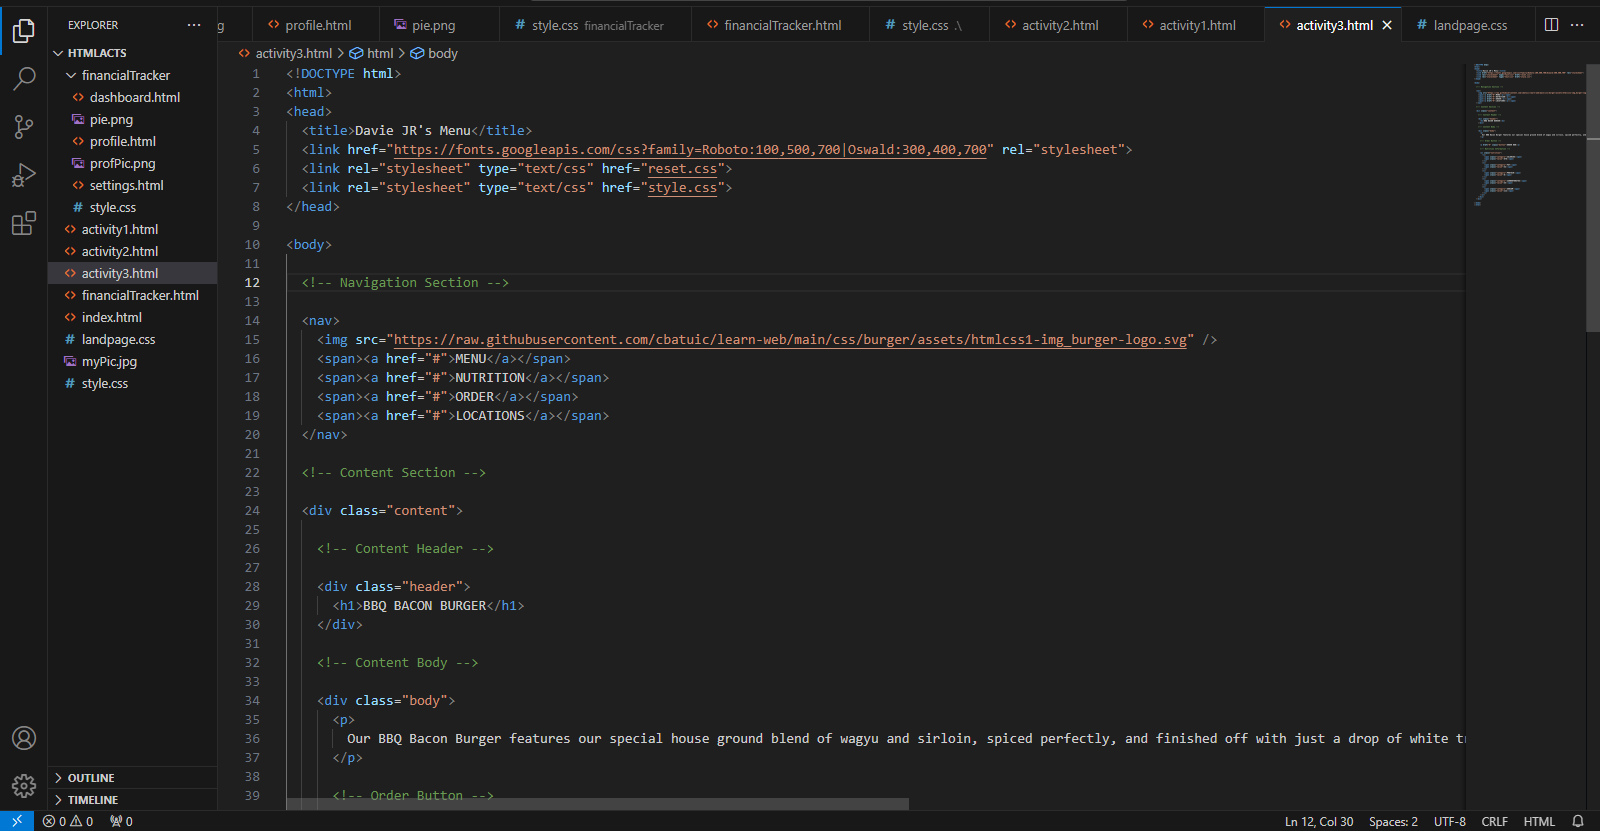 EXPLORER
HTMLACTS
financialTracker
dashboard.html
pie.png
profile.html
profPic.png
settings.html
# style.css
activity1.html
activity2.html
activity3.html
financialTracker.html
index.html
# landpage.css
myPic.jpg
# style.css
OUTLINE
TIMELINE
g
profile.html
pie.png
# style.css financialTracker
financialTracker.html
# style.css .\
activity2.html
activity1.html
activity3.html
# landpage.css
activity3.html > html > body
1 <!DOCTYPE html>
2 <html>
3 <head>
4 <title>Davie JR's Menu</title>
5 <link href="https://fonts.googleapis.com/css?family=Roboto:100,500,700|Oswald:300,400,700" rel="stylesheet">
6 <link rel="stylesheet" type="text/css" href="reset.css">
7 <link rel="stylesheet" type="text/css" href="style.css">
8 </head>
9
10 <body>
11
12 <!-- Navigation Section -->
13
14 <nav>
15 <img src="https://raw.githubusercontent.com/cbatuic/learn-web/main/css/burger/assets/htmlcss1-img_burger-logo.svg" />
16 <span><a href="#">MENU</a></span>
17 <span><a href="#">NUTRITION</a></span>
18 <span><a href="#">ORDER</a></span>
19 <span><a href="#">LOCATIONS</a></span>
20 </nav>
21
22 <!-- Content Section -->
23
24 <div class="content">
25
26 <!-- Content Header -->
27
28 <div class="header">
29 <h1>BBQ BACON BURGER</h1>
30 </div>
31
32 <!-- Content Body -->
33
34 <div class="body">
35 <p>
36 Our BBQ Bacon Burger features our special house ground blend of wagyu and sirloin, spiced perfectly, and finished off with just a drop of white t
37 </p>
38
39 <!-- Order Button -->
0 0 0
Ln 12, Col 30 Spaces: 2 UTF-8 CRLF HTML